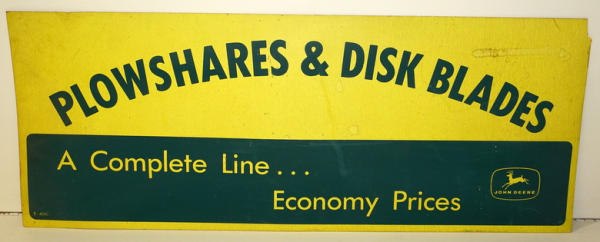 PLOWSHARES & DISK BLADES
A Complete Line...
Economy Prices
JOHN DEERE